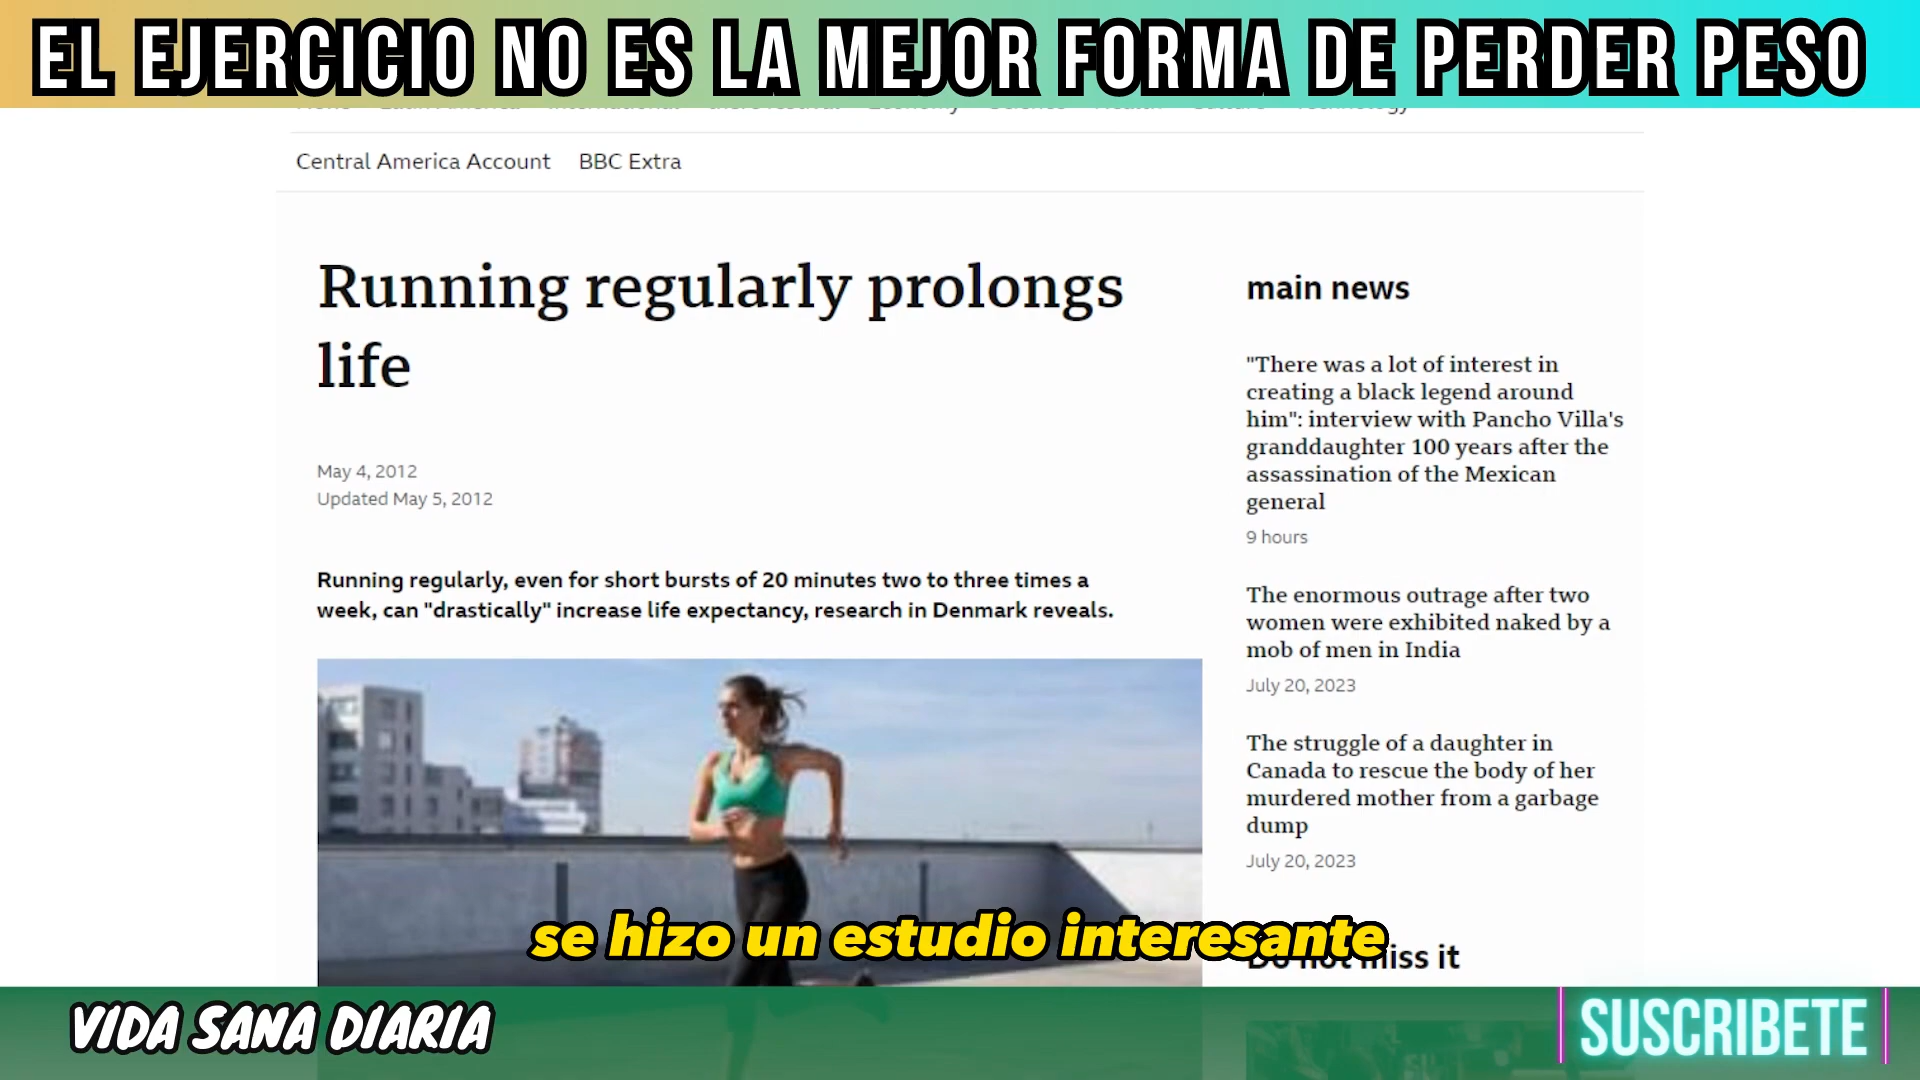 EL EJERCICIO NO ES LA MEJOR FORMA DE PERDER PESO
Central America Account BBC Extra
Running regularly prolongs
life
May 4, 2012
Updated May 5, 2012
Running regularly, even for short bursts of 20 minutes two to three times a
week, can "drastically" increase life expectancy, research in Denmark reveals.
main news
"There was a lot of interest in
creating a black legend around
him": interview with Pancho Villa's
granddaughter 100 years after the
assassination of the Mexican
general
9 hours
The enormous outrage after two
women were exhibited naked by a
mob of men in India
July 20, 2023
The struggle of a daughter in
Canada to rescue the body of her
murdered mother from a garbage
dump
July 20, 2023
Do not miss it
se hizo un estudio interesante
VIDA SANA DIARIA
SUSCRIBETE